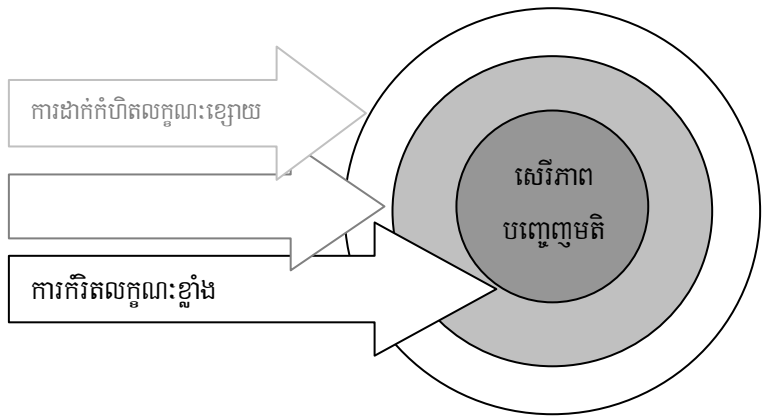 ការដាក់កំហិតលក្ខណៈខ្សោយ
សេរីភាព
បញ្ចេញមតិ
ការកំរិតលក្ខណៈខ្លាំង